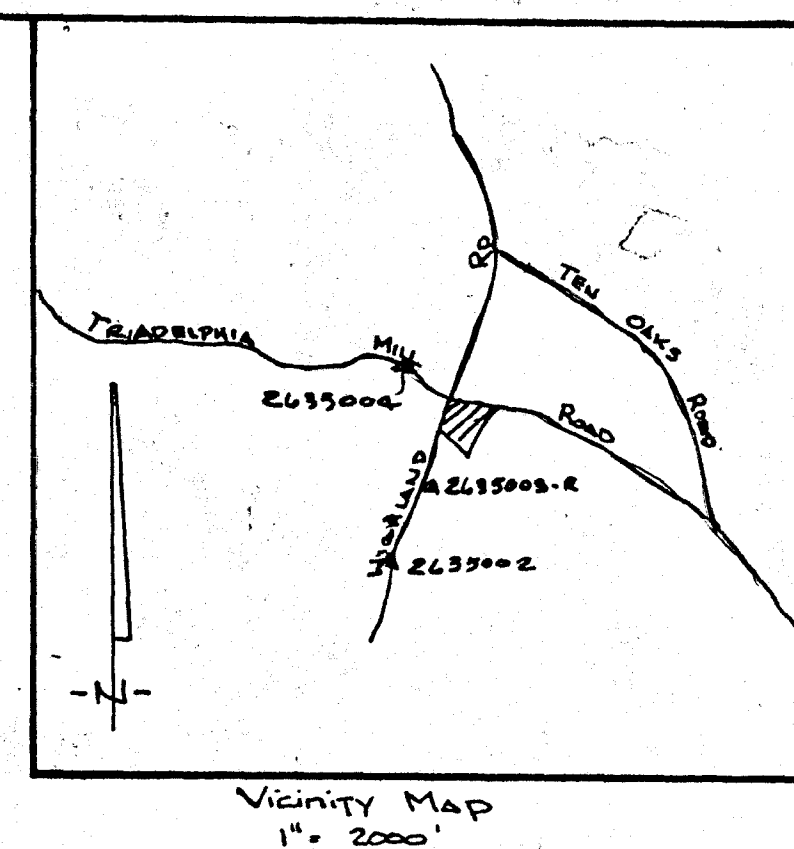 RD
TEN OAKS ROAD
TRIADELPHIA MILL ROAD
2635004
HIGHLAND
2635003-R
2635002
-N-
Vicinity Map
1" = 2000'